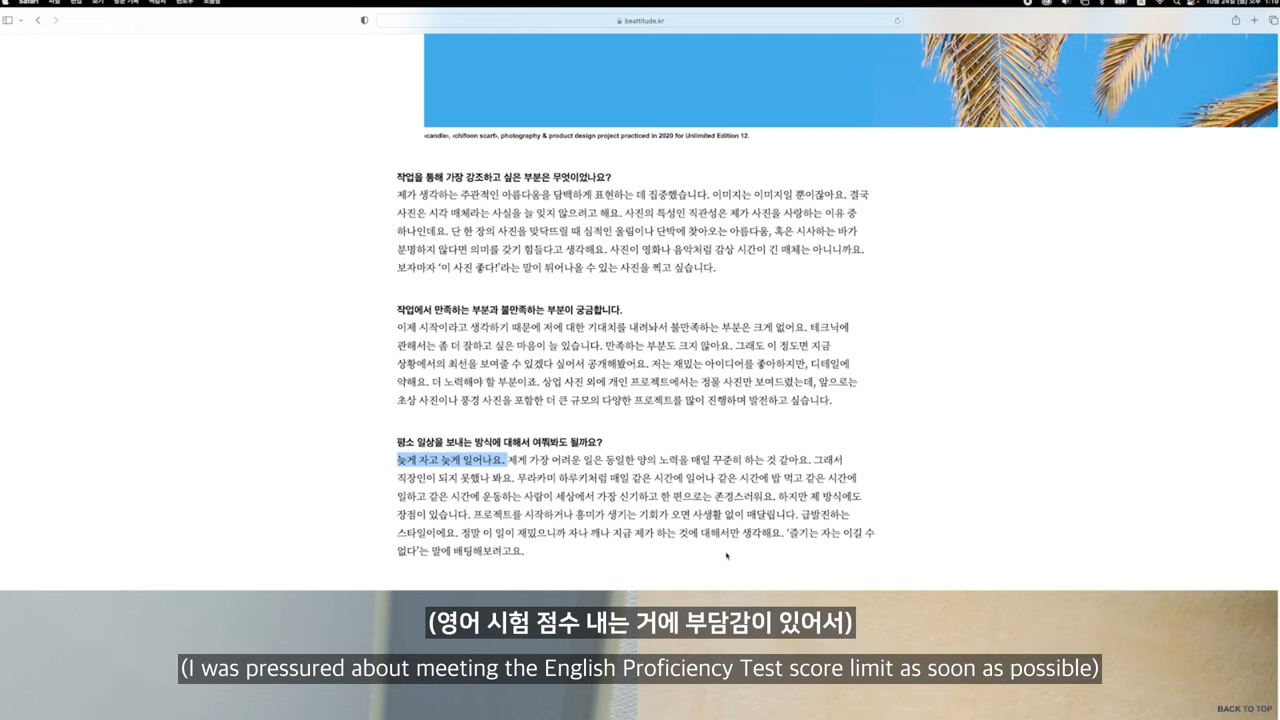 beattitude.kr
‹candle›, ‹chifoon scarf›, photography & product design project practiced in 2020 for Unlimited Edition 12.
작업을 통해 가장 강조하고 싶은 부분은 무엇이었나요?
제가 생각하는 주관적인 아름다움을 담백하게 표현하는 데 집중했습니다. 이미지는 이미지일 뿐이잖아요. 결국
사진은 시각 매체라는 사실을 늘 잊지 않으려고 해요. 사진의 특성인 직관성은 제가 사진을 사랑하는 이유 중
하나인데요. 단 한 장의 사진을 맞닥뜨릴 때 심적인 울림이나 단박에 찾아오는 아름다움, 혹은 시사하는 바가
분명하지 않다면 의미를 갖기 힘들다고 생각해요. 사진이 영화나 음악처럼 감상 시간이 긴 매체는 아니니까요.
보자마자 ‘이 사진 좋다!’라는 말이 튀어나올 수 있는 사진을 찍고 싶습니다.
작업에서 만족하는 부분과 불만족하는 부분이 궁금합니다.
이제 시작이라고 생각하기 때문에 저에 대한 기대치를 내려놔서 불만족하는 부분은 크게 없어요. 테크닉에
관해서는 좀 더 잘하고 싶은 마음이 늘 있습니다. 만족하는 부분도 크지 않아요. 그래도 이 정도면 지금
상황에서의 최선을 보여줄 수 있겠다 싶어서 공개해봤어요. 저는 재밌는 아이디어를 좋아하지만, 디테일에
약해요. 더 노력해야 할 부분이죠. 상업 사진 외에 개인 프로젝트에서는 정물 사진만 보여드렸는데, 앞으로는
초상 사진이나 풍경 사진을 포함한 더 큰 규모의 다양한 프로젝트를 많이 진행하며 발전하고 싶습니다.
평소 일상을 보내는 방식에 대해서 여쭤봐도 될까요?
늦게 자고 늦게 일어나요. 제게 가장 어려운 일은 동일한 양의 노력을 매일 꾸준히 하는 것 같아요. 그래서
직장인이 되지 못했나 봐요. 무라카미 하루키처럼 매일 같은 시간에 일어나 같은 시간에 밥 먹고 같은 시간에
일하고 같은 시간에 운동하는 사람이 세상에서 가장 신기하고 한 편으로는 존경스러워요. 하지만 제 방식에도
장점이 있습니다. 프로젝트를 시작하거나 흥미가 생기는 기회가 오면 사생활 없이 매달립니다. 급발진하는
스타일이에요. 정말 이 일이 재밌으니까 자나 깨나 지금 제가 하는 것에 대해서만 생각해요. ‘즐기는 자는 이길 수
없다’는 말에 배팅해보려고요.
(영어 시험 점수 내는 거에 부담감이 있어서)
(I was pressured about meeting the English Proficiency Test score limit as soon as possible)
BACK TO TOP